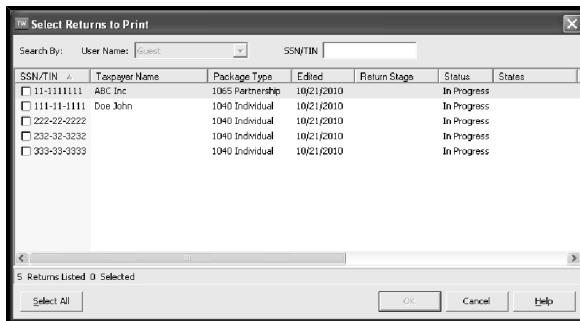 TW Select Returns to Print
Search By: User Name: Guest SSN/TIN
SSN/TIN Taxpayer Name Package Type Edited Return Stage Status States
11-1111111 ABC Inc 1065 Partnership 10/21/2010 In Progress
111-11-1111 Doe John 1040 Individual 10/21/2010 In Progress
222-22-2222 1040 Individual 10/21/2010 In Progress
232-32-3232 1040 Individual 10/21/2010 In Progress
333-33-3333 1040 Individual 10/21/2010 In Progress
5 Returns Listed 0 Selected
Select All OK Cancel Help